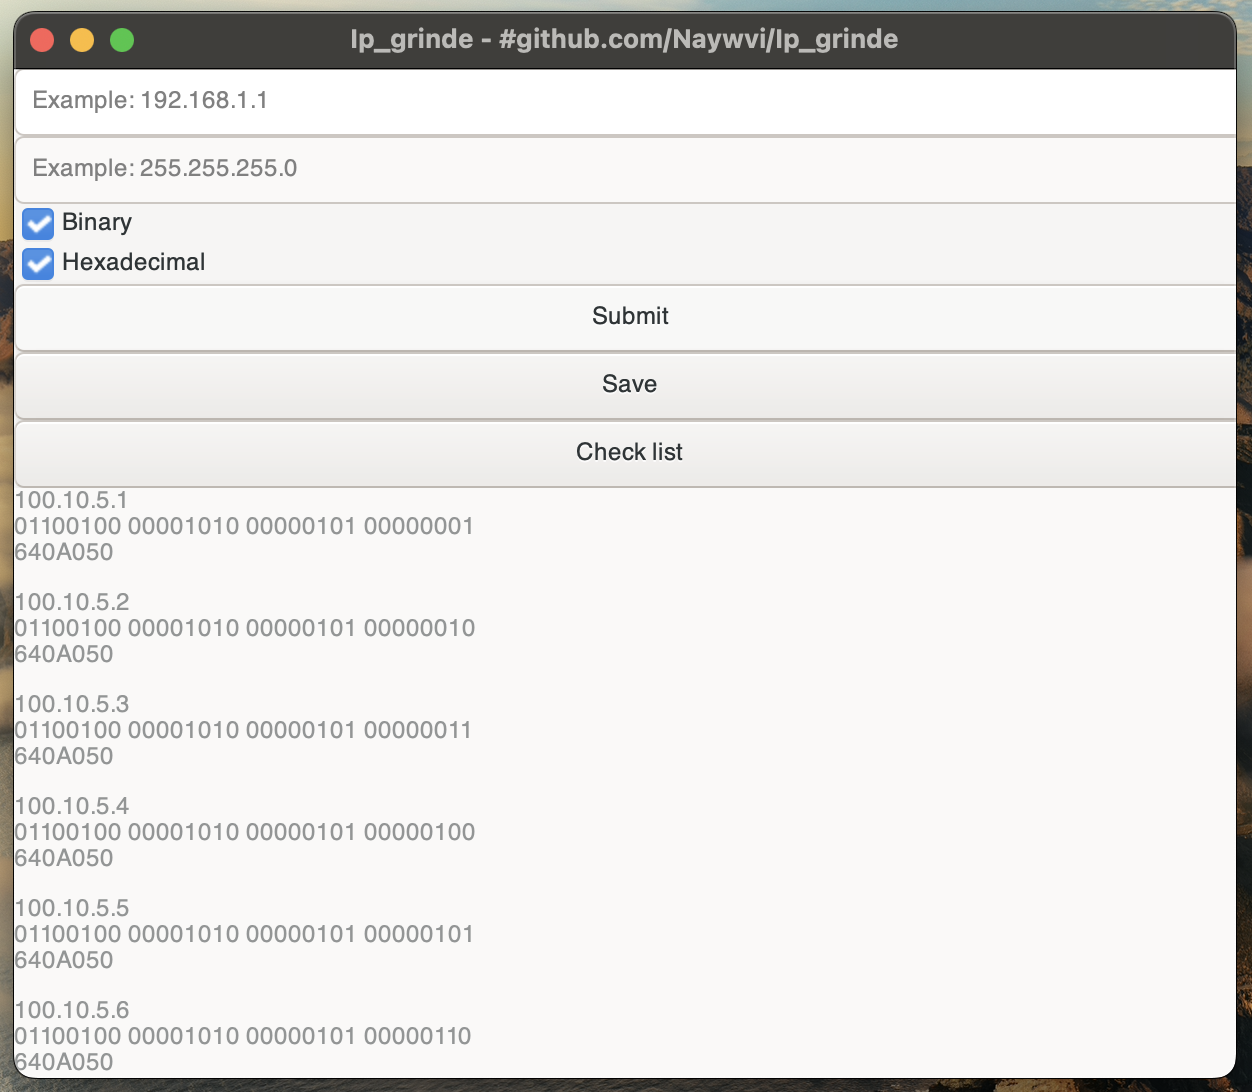 Ip_grinde - #github.com/Naywvi/Ip_grinde
Example: 192.168.1.1
Example: 255.255.255.0
Binary
Hexadecimal
Submit
Save
Check list
100.10.5.1
01100100 00001010 00000101 00000001
640A050
100.10.5.2
01100100 00001010 00000101 00000010
640A050
100.10.5.3
01100100 00001010 00000101 00000011
640A050
100.10.5.4
01100100 00001010 00000101 00000100
640A050
100.10.5.5
01100100 00001010 00000101 00000101
640A050
100.10.5.6
01100100 00001010 00000101 00000110
640A050